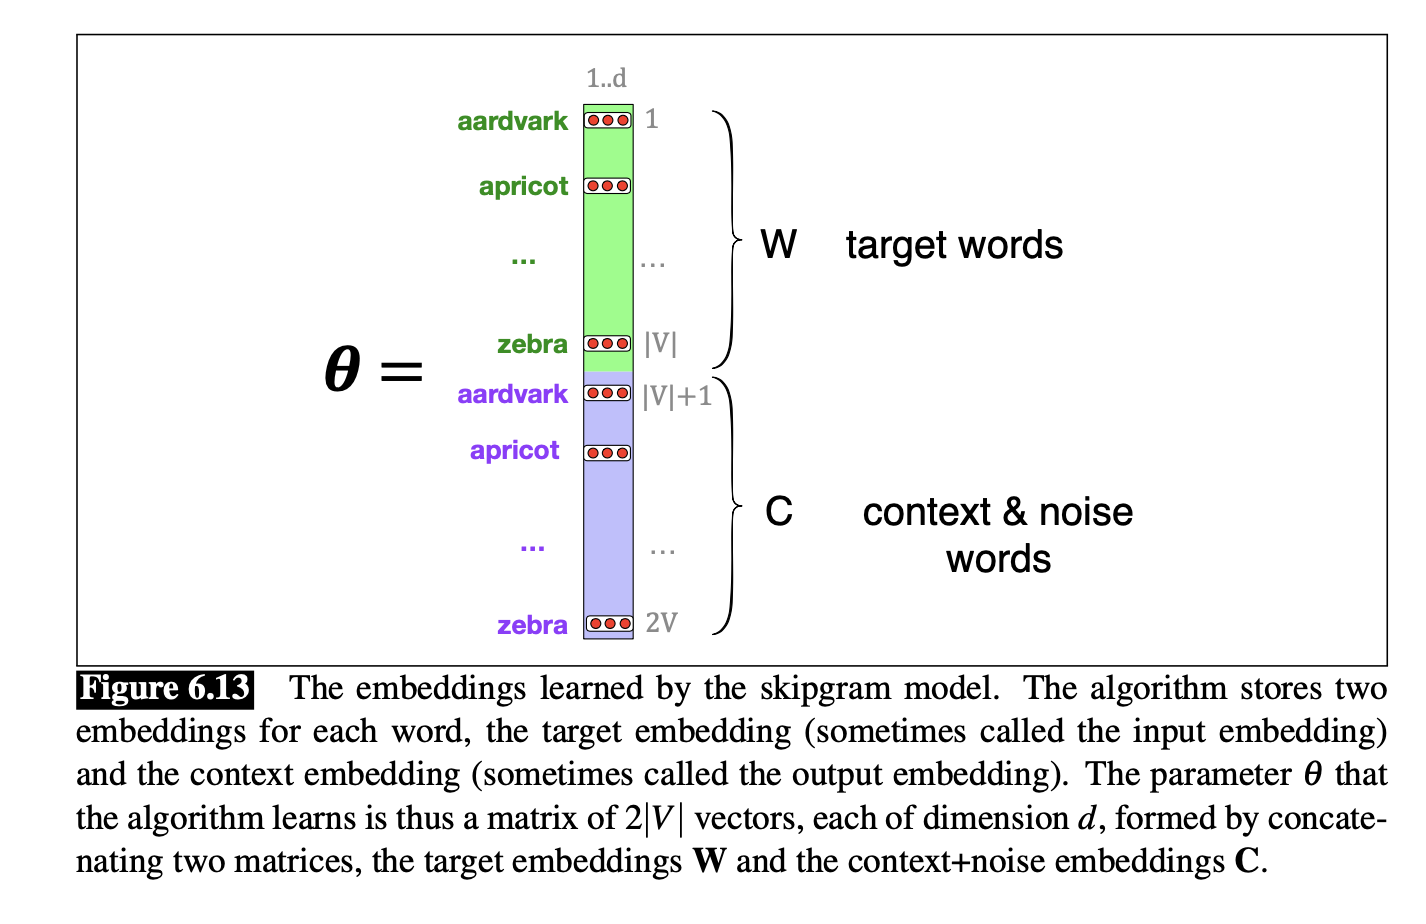 1..d
aardvark 1
apricot
... ...
zebra |V|
W target words
θ =
aardvark |V|+1
apricot
... ...
zebra 2V
C context & noise
words
Figure 6.13 The embeddings learned by the skipgram model. The algorithm stores two
embeddings for each word, the target embedding (sometimes called the input embedding)
and the context embedding (sometimes called the output embedding). The parameter θ that
the algorithm learns is thus a matrix of 2|V| vectors, each of dimension d, formed by concate-
nating two matrices, the target embeddings W and the context+noise embeddings C.